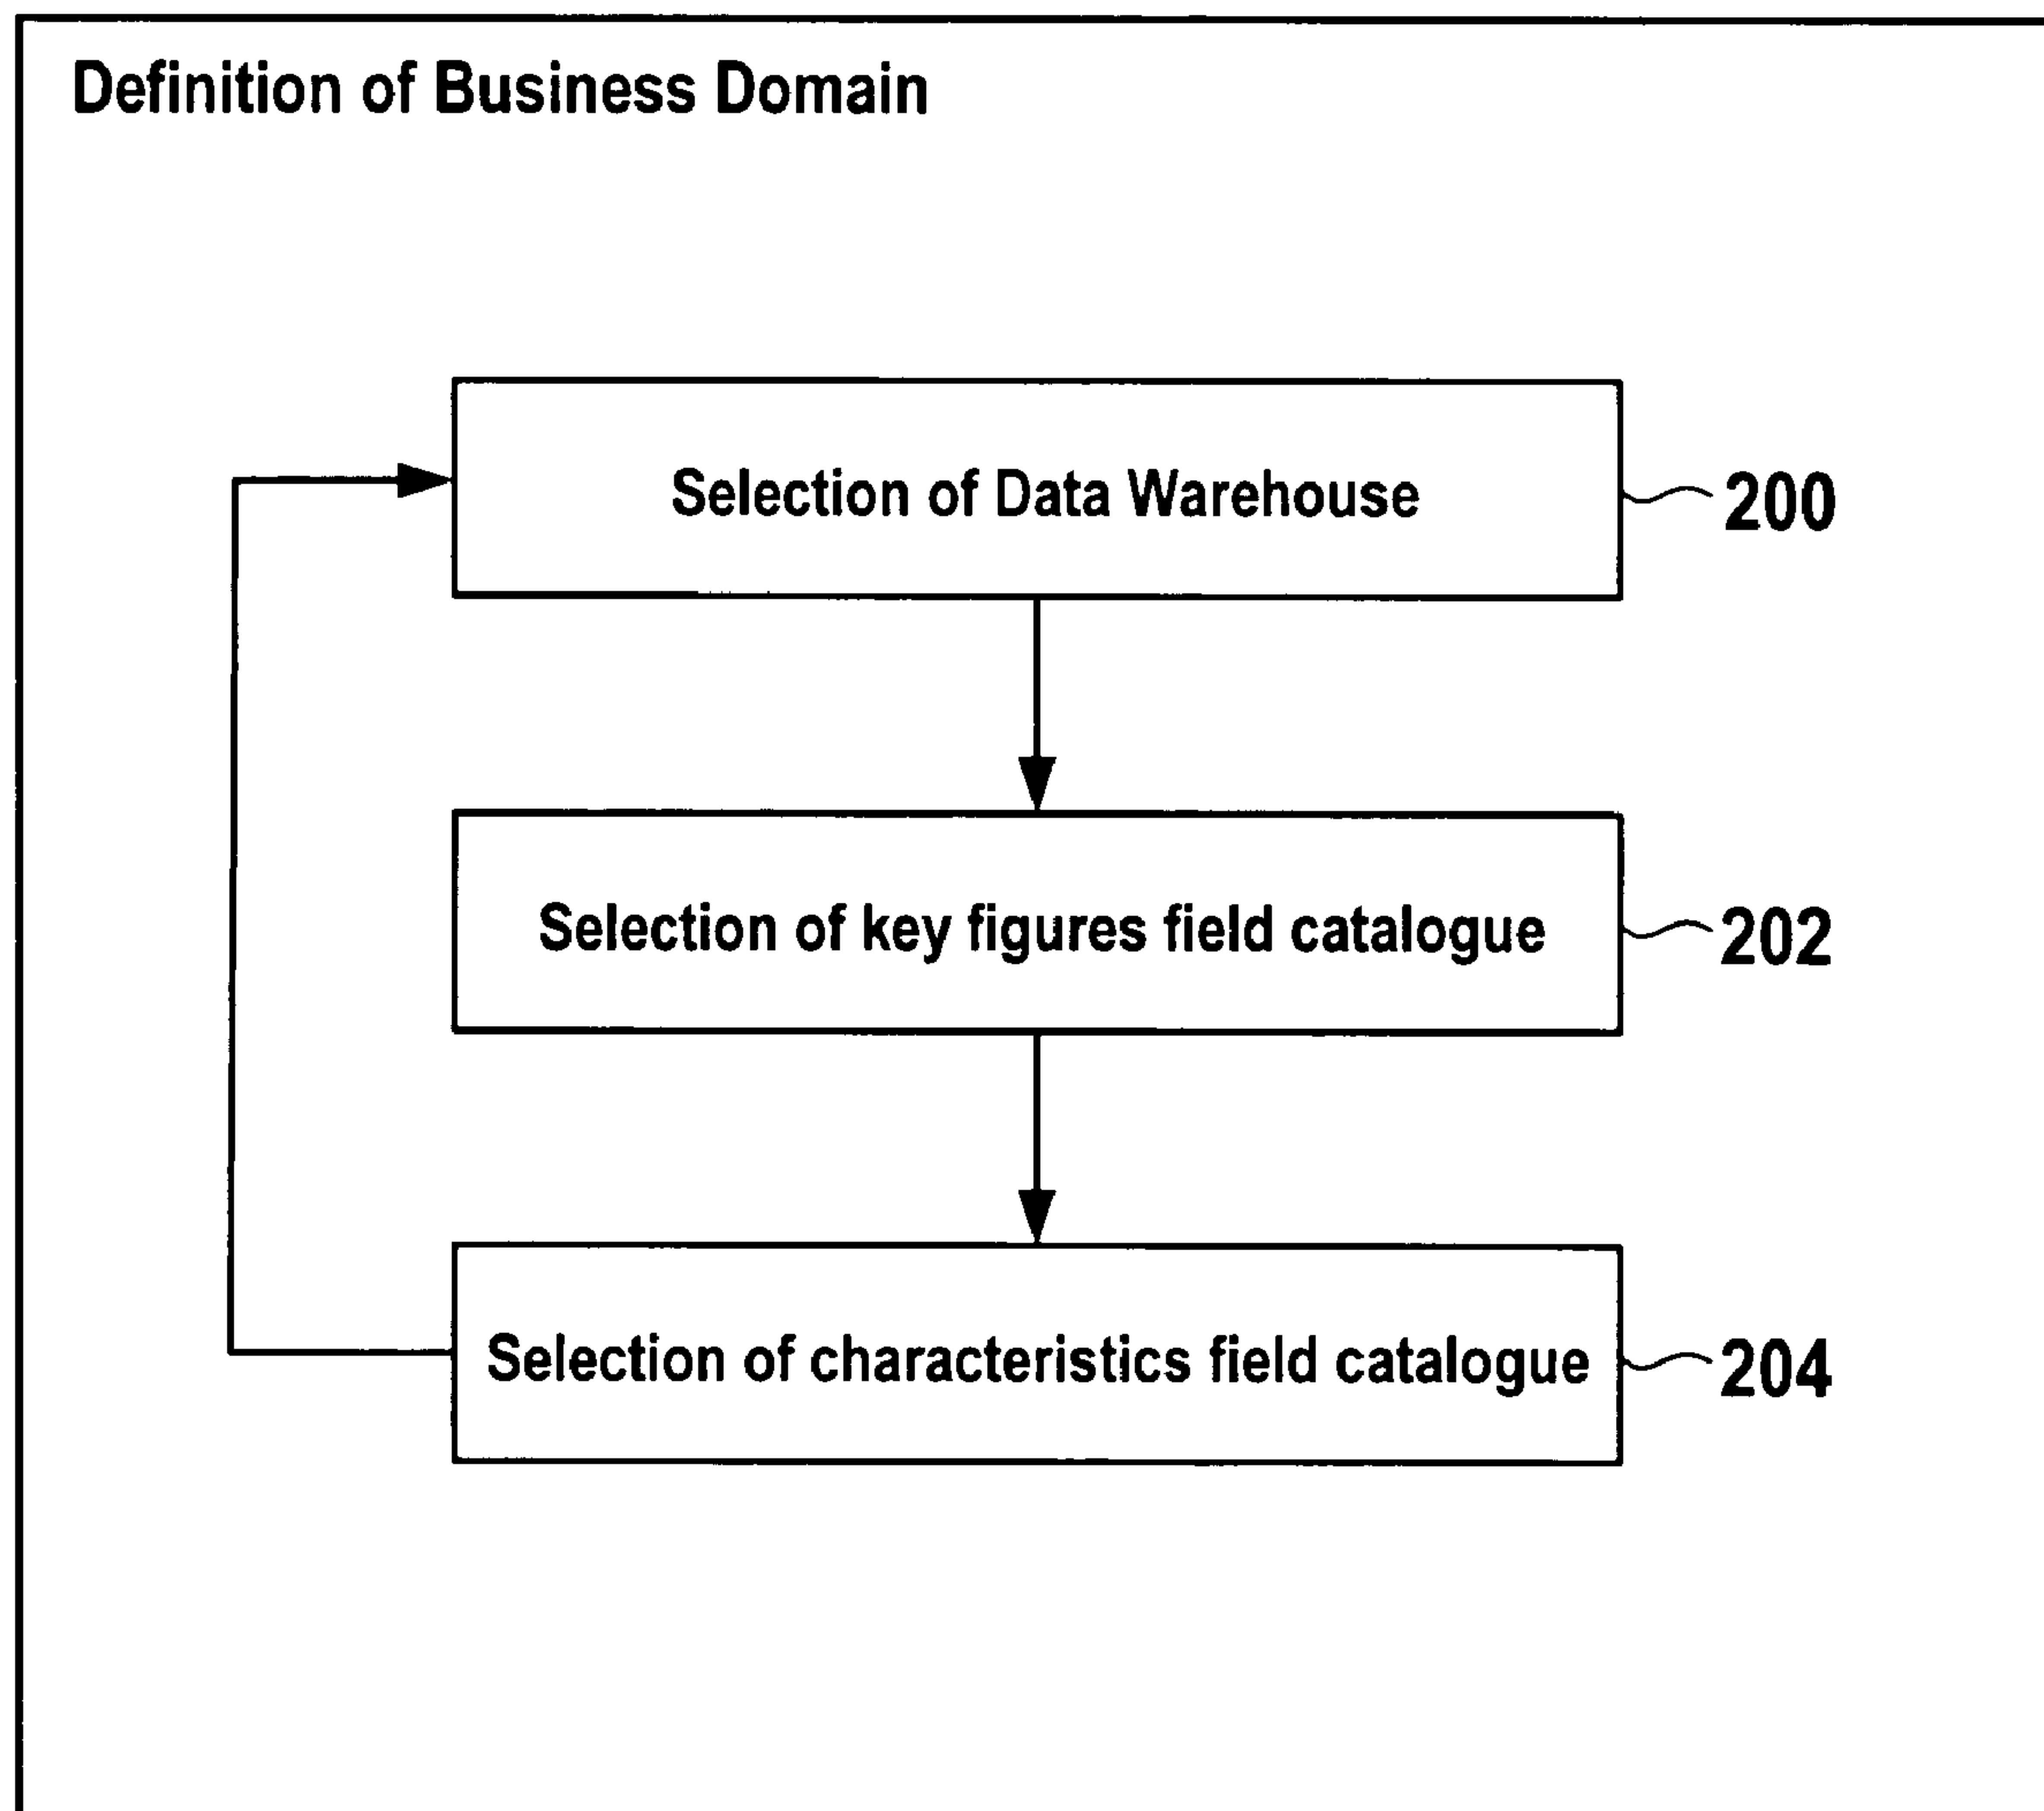 Definition of Business Domain
Selection of Data Warehouse
200
Selection of key figures field catalogue
202
Selection of characteristics field catalogue
204